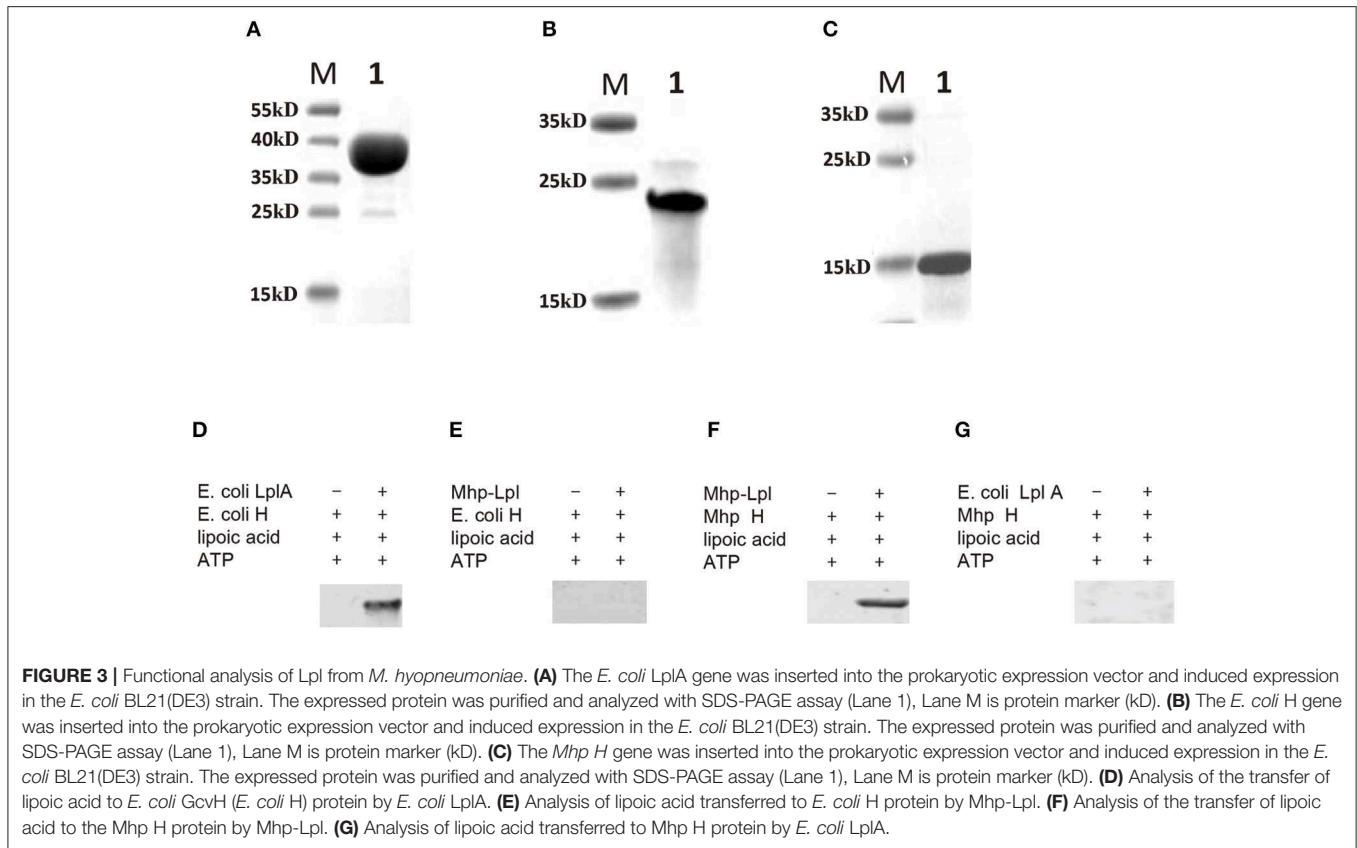 A
M 1
55kD
40kD
35kD
25kD
15kD
B
M 1
35kD
25kD
15kD
C
M 1
35kD
25kD
15kD
D
E. coli LplA − +
E. coli H + +
lipoic acid + +
ATP + +
E
Mhp-Lpl − +
E. coli H + +
lipoic acid + +
ATP + +
F
Mhp-Lpl − +
Mhp H + +
lipoic acid + +
ATP + +
G
E. coli Lpl A − +
Mhp H + +
lipoic acid + +
ATP + +
FIGURE 3 | Functional analysis of Lpl from M. hyopneumoniae. (A) The E. coli LplA gene was inserted into the prokaryotic expression vector and induced expression
in the E. coli BL21(DE3) strain. The expressed protein was purified and analyzed with SDS-PAGE assay (Lane 1), Lane M is protein marker (kD). (B) The E. coli H gene
was inserted into the prokaryotic expression vector and induced expression in the E. coli BL21(DE3) strain. The expressed protein was purified and analyzed with
SDS-PAGE assay (Lane 1), Lane M is protein marker (kD). (C) The Mhp H gene was inserted into the prokaryotic expression vector and induced expression in the E.
coli BL21(DE3) strain. The expressed protein was purified and analyzed with SDS-PAGE assay (Lane 1), Lane M is protein marker (kD). (D) Analysis of the transfer of
lipoic acid to E. coli GcvH (E. coli H) protein by E. coli LplA. (E) Analysis of lipoic acid transferred to E. coli H protein by Mhp-Lpl. (F) Analysis of the transfer of lipoic
acid to the Mhp H protein by Mhp-Lpl. (G) Analysis of lipoic acid transferred to Mhp H protein by E. coli LplA.